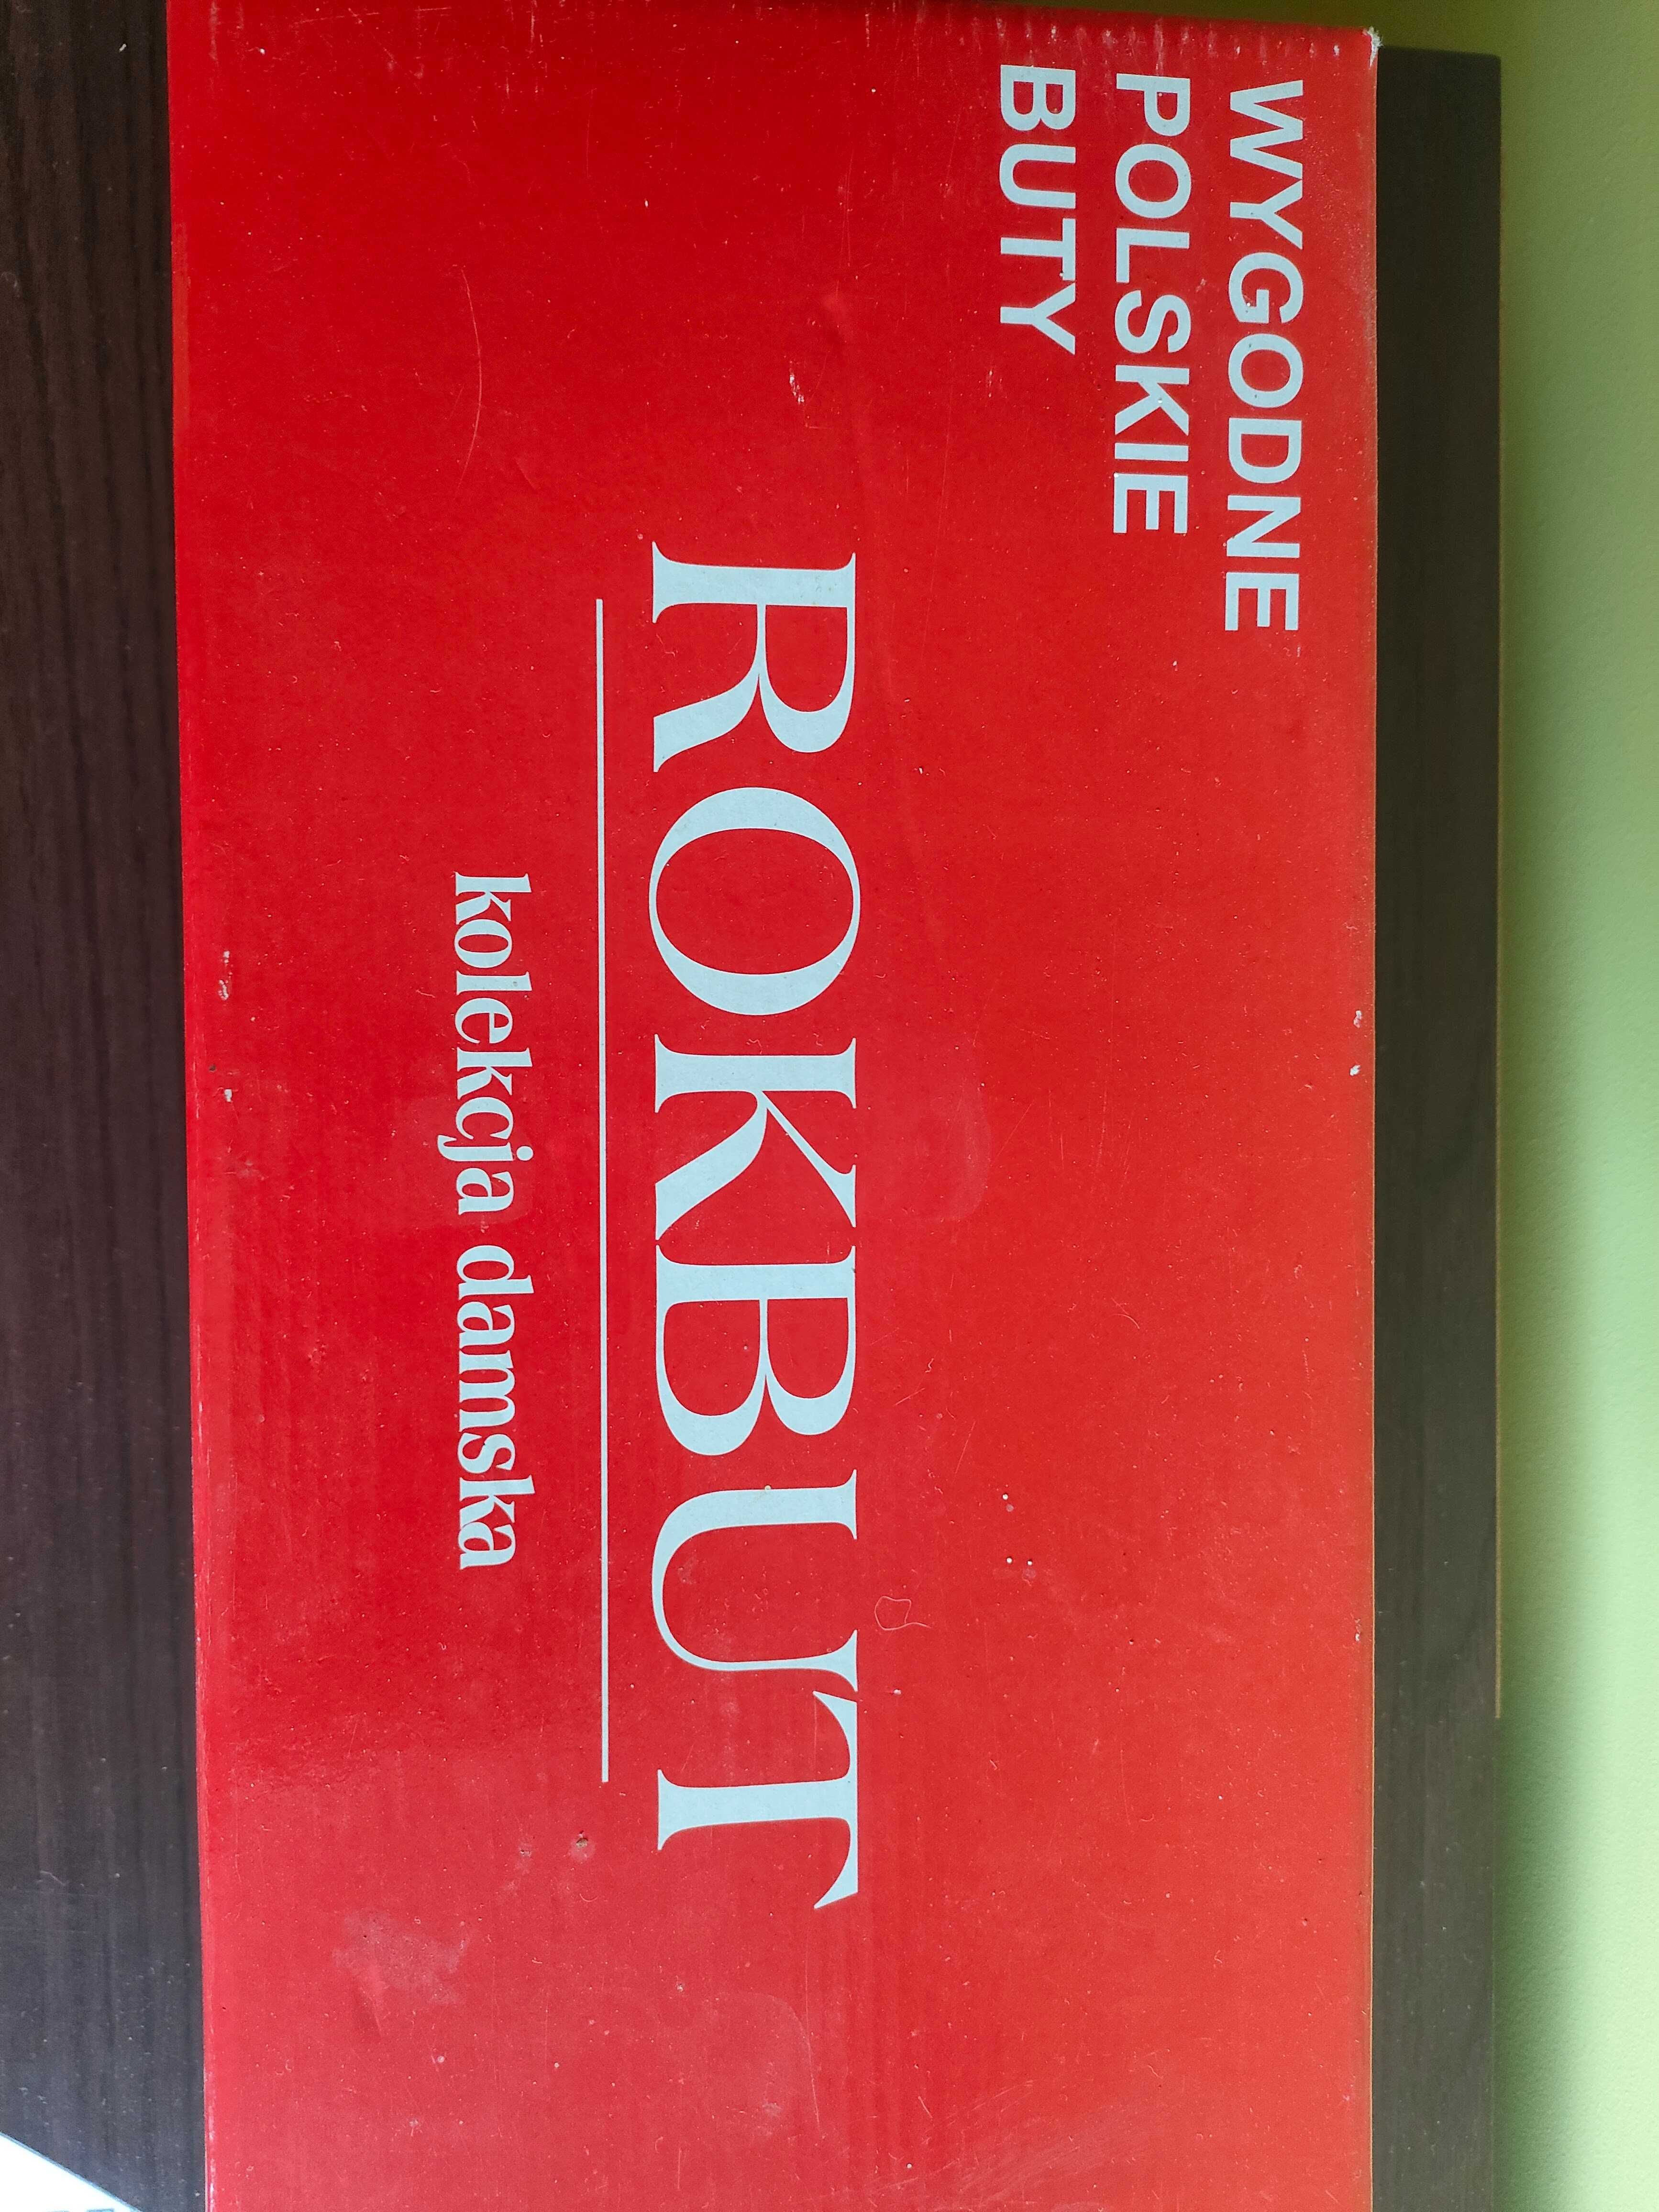 WYGODNE
POLSKIE
BUTY
ROKBUT
kolekcja damska